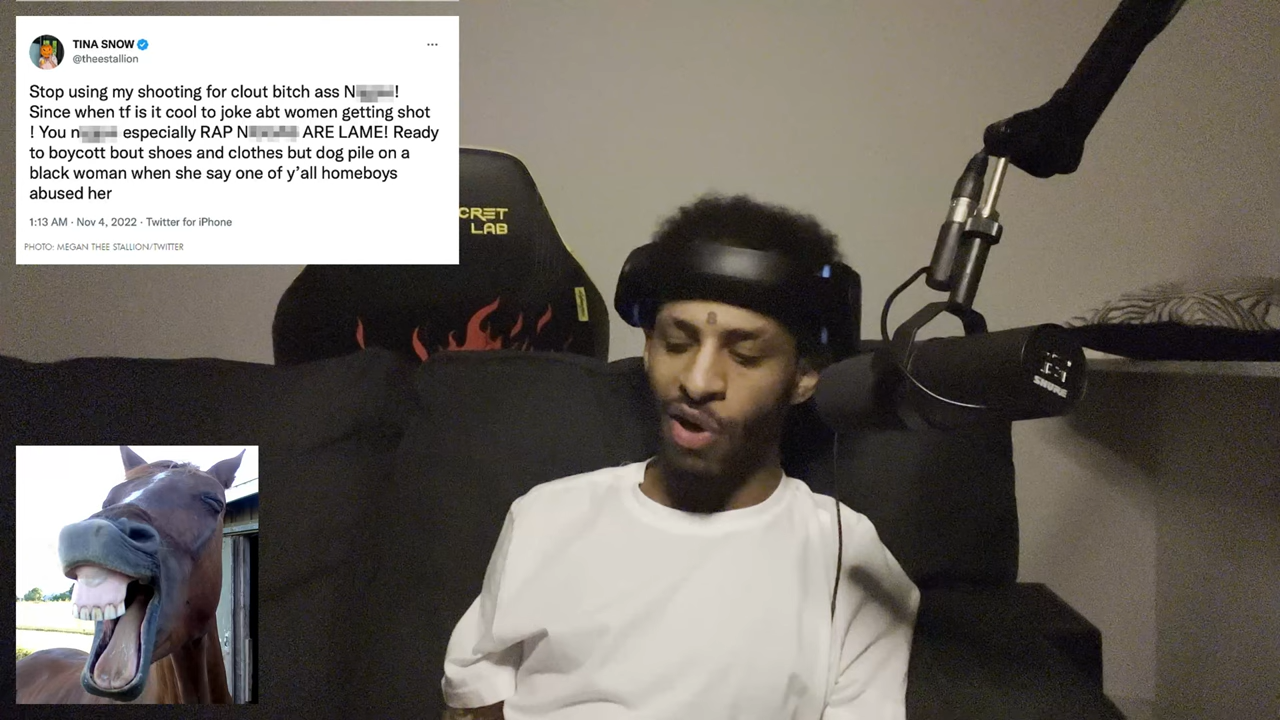 TINA SNOW
@theestallion
Stop using my shooting for clout bitch ass N!
Since when tf is it cool to joke abt women getting shot
! You n especially RAP N ARE LAME! Ready
to boycott bout shoes and clothes but dog pile on a
black woman when she say one of y'all homeboys
abused her
1:13 AM · Nov 4, 2022 · Twitter for iPhone
PHOTO: MEGAN THEE STALLION/TWITTER
CRET
LAB
SHURE